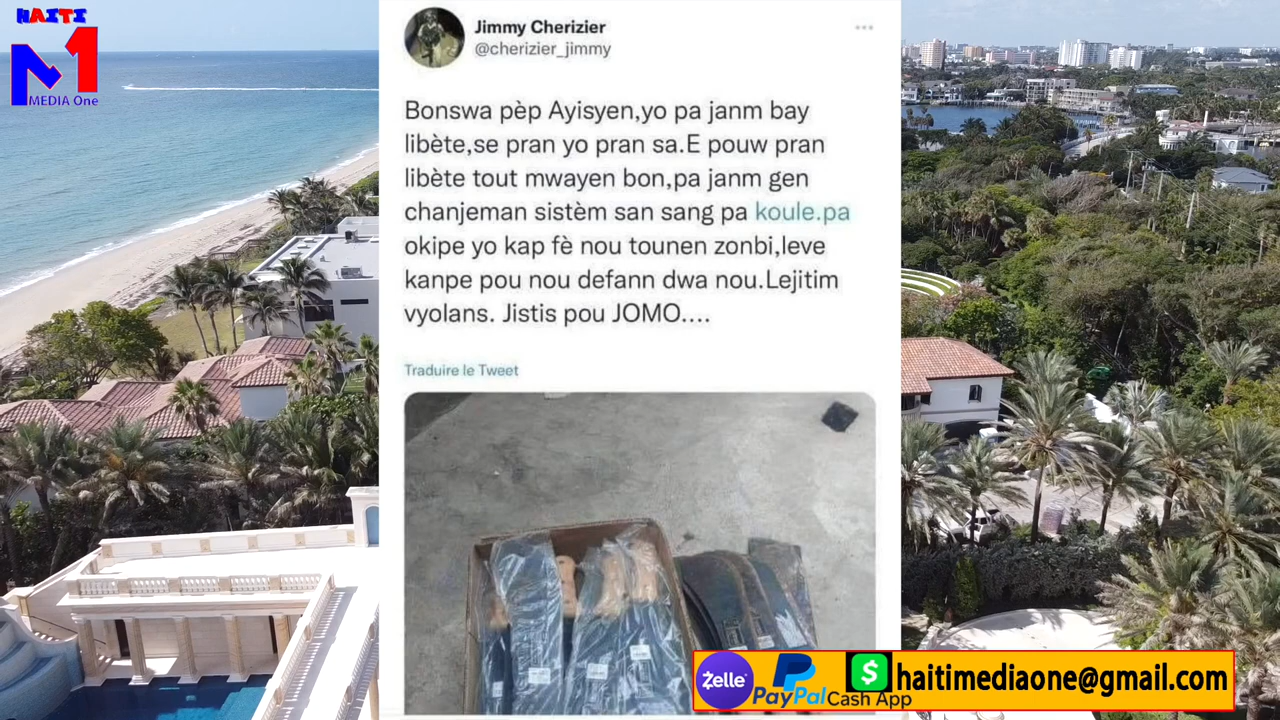 HAITI
M1
MEDIA One
Jimmy Cherizier
@cherizier_jimmy
Bonswa pèp Ayisyen,yo pa janm bay
libète,se pran yo pran sa.E pouw pran
libète tout mwayen bon,pa janm gen
chanjeman sistèm san sang pa koule.pa
okipe yo kap fè nou tounen zonbi,leve
kanpe pou nou defann dwa nou.Lejitim
vyolans. Jistis pou JOMO....
Traduire le Tweet
Zelle
PayPal
$
Cash App
haitimediaone@gmail.com